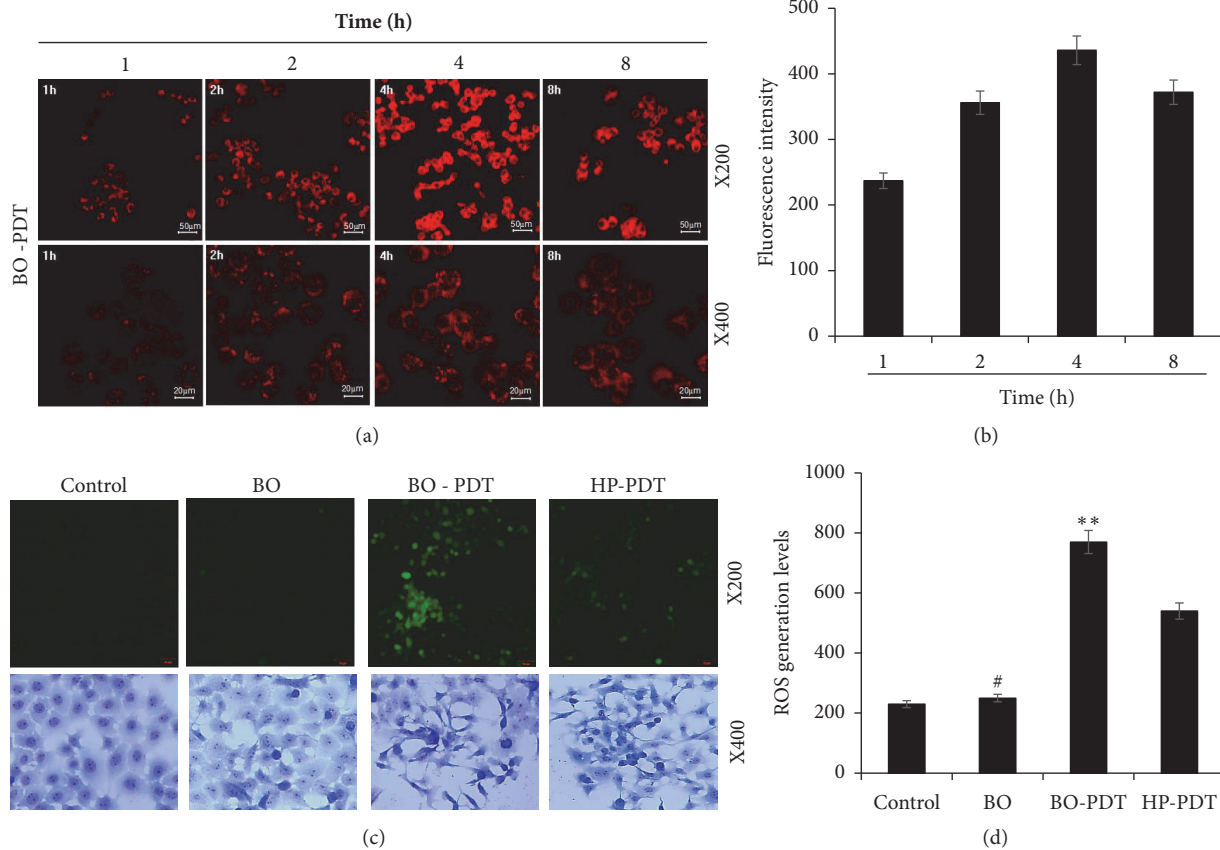 Time (h)
1 2 4 8
BO -PDT
1h 2h 4h 8h
50μm 50μm 50μm 50μm
X200
1h 2h 4h 8h
20μm 20μm 20μm 20μm
X400
(a)
500
400
300
200
100
0
Fluorescence intensity
1 2 4 8
Time (h)
(b)
Control BO BO - PDT HP-PDT
X200
X400
(c)
1000
800
600
400
200
0
ROS generation levels
#
**
Control BO BO-PDT HP-PDT
(d)